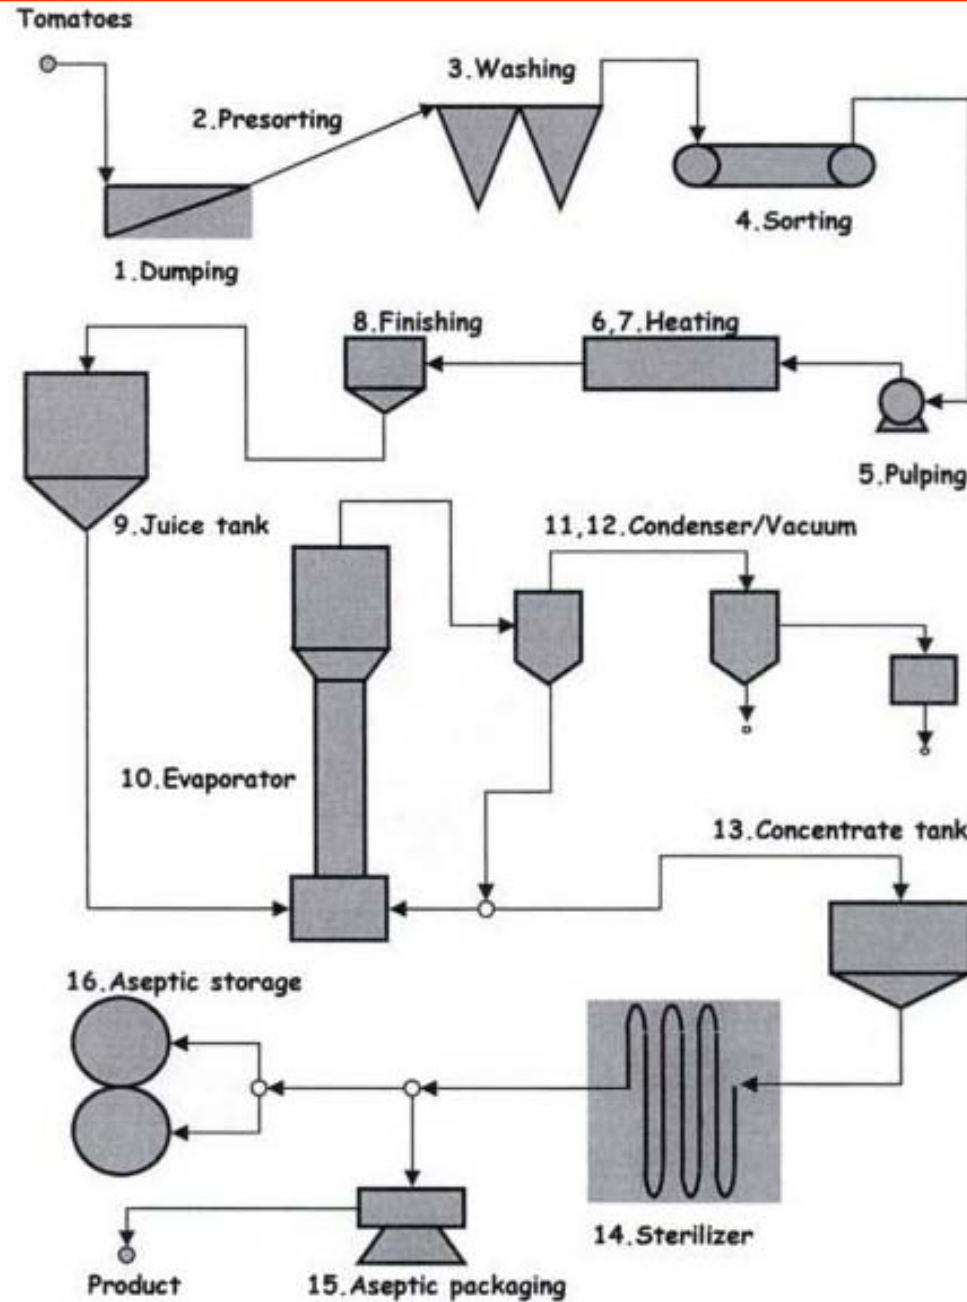 Tomatoes
3.Washing
2.Presorting
4.Sorting
1.Dumping
8.Finishing
6,7.Heating
5.Pulping
9.Juice tank
11,12.Condenser/Vacuum
10.Evaporator
13.Concentrate tank
16.Aseptic storage
14.Sterilizer
Product
15.Aseptic packaging